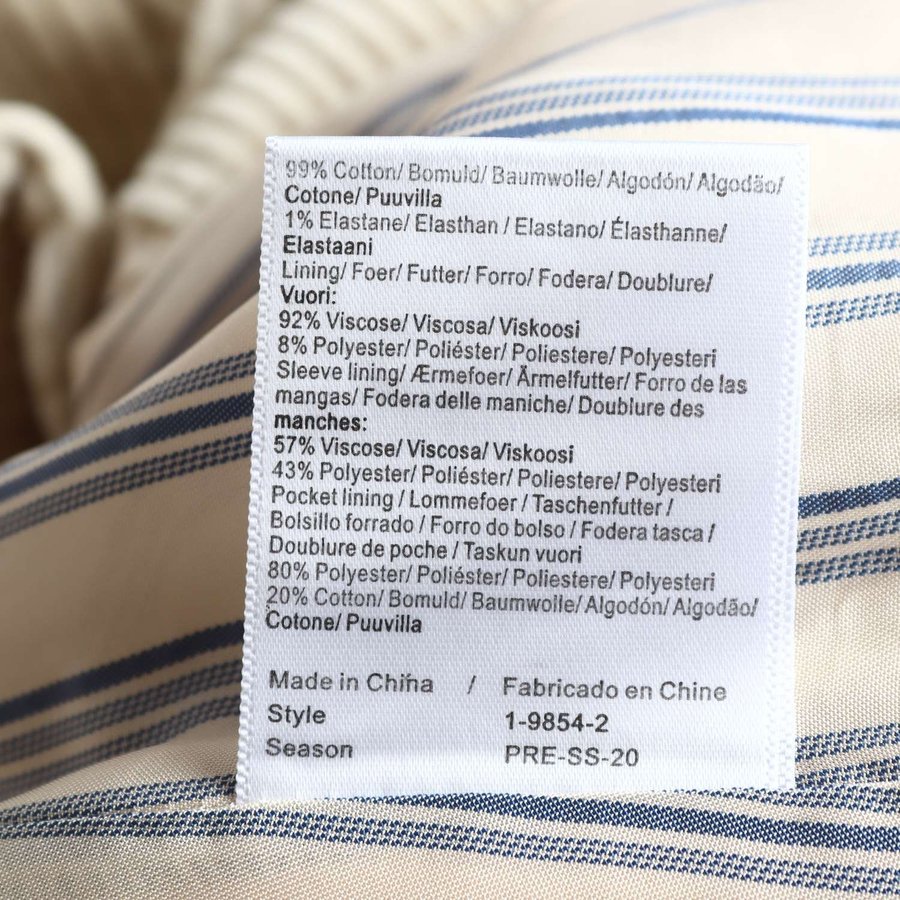 99% Cotton/ Bomuld/ Baumwolle/ Algodón/ Algodão/
Cotone/ Puuvilla
1% Elastane/ Elasthan / Elastano/ Élasthanne/
Elastaani
Lining/ Foer/ Futter/ Forro/ Fodera/ Doublure/
Vuori:
92% Viscose/ Viscosa/ Viskoosi
8% Polyester/ Poliéster/ Poliestere/ Polyesteri
Sleeve lining/ Ærmefoer/ Ärmelfutter/ Forro de las
mangas/ Fodera delle maniche/ Doublure des
manches:
57% Viscose/ Viscosa/ Viskoosi
43% Polyester/ Poliéster/ Poliestere/ Polyesteri
Pocket lining / Lommefoer / Taschenfutter /
Bolsillo forrado / Forro do bolso / Fodera tasca /
Doublure de poche / Taskun vuori
80% Polyester/ Poliéster/ Poliestere/ Polyesteri
20% Cotton/ Bomuld/ Baumwolle/ Algodón/ Algodão/
Cotone/ Puuvilla
Made in China / Fabricado en Chine
Style 1-9854-2
Season PRE-SS-20